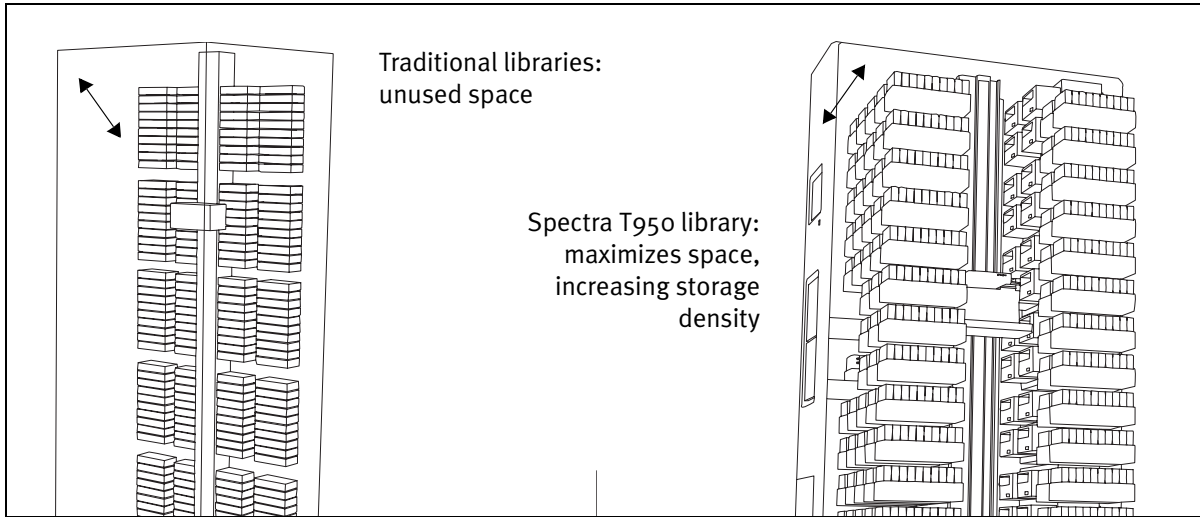 Traditional libraries:
unused space
Spectra T950 library:
maximizes space,
increasing storage
density